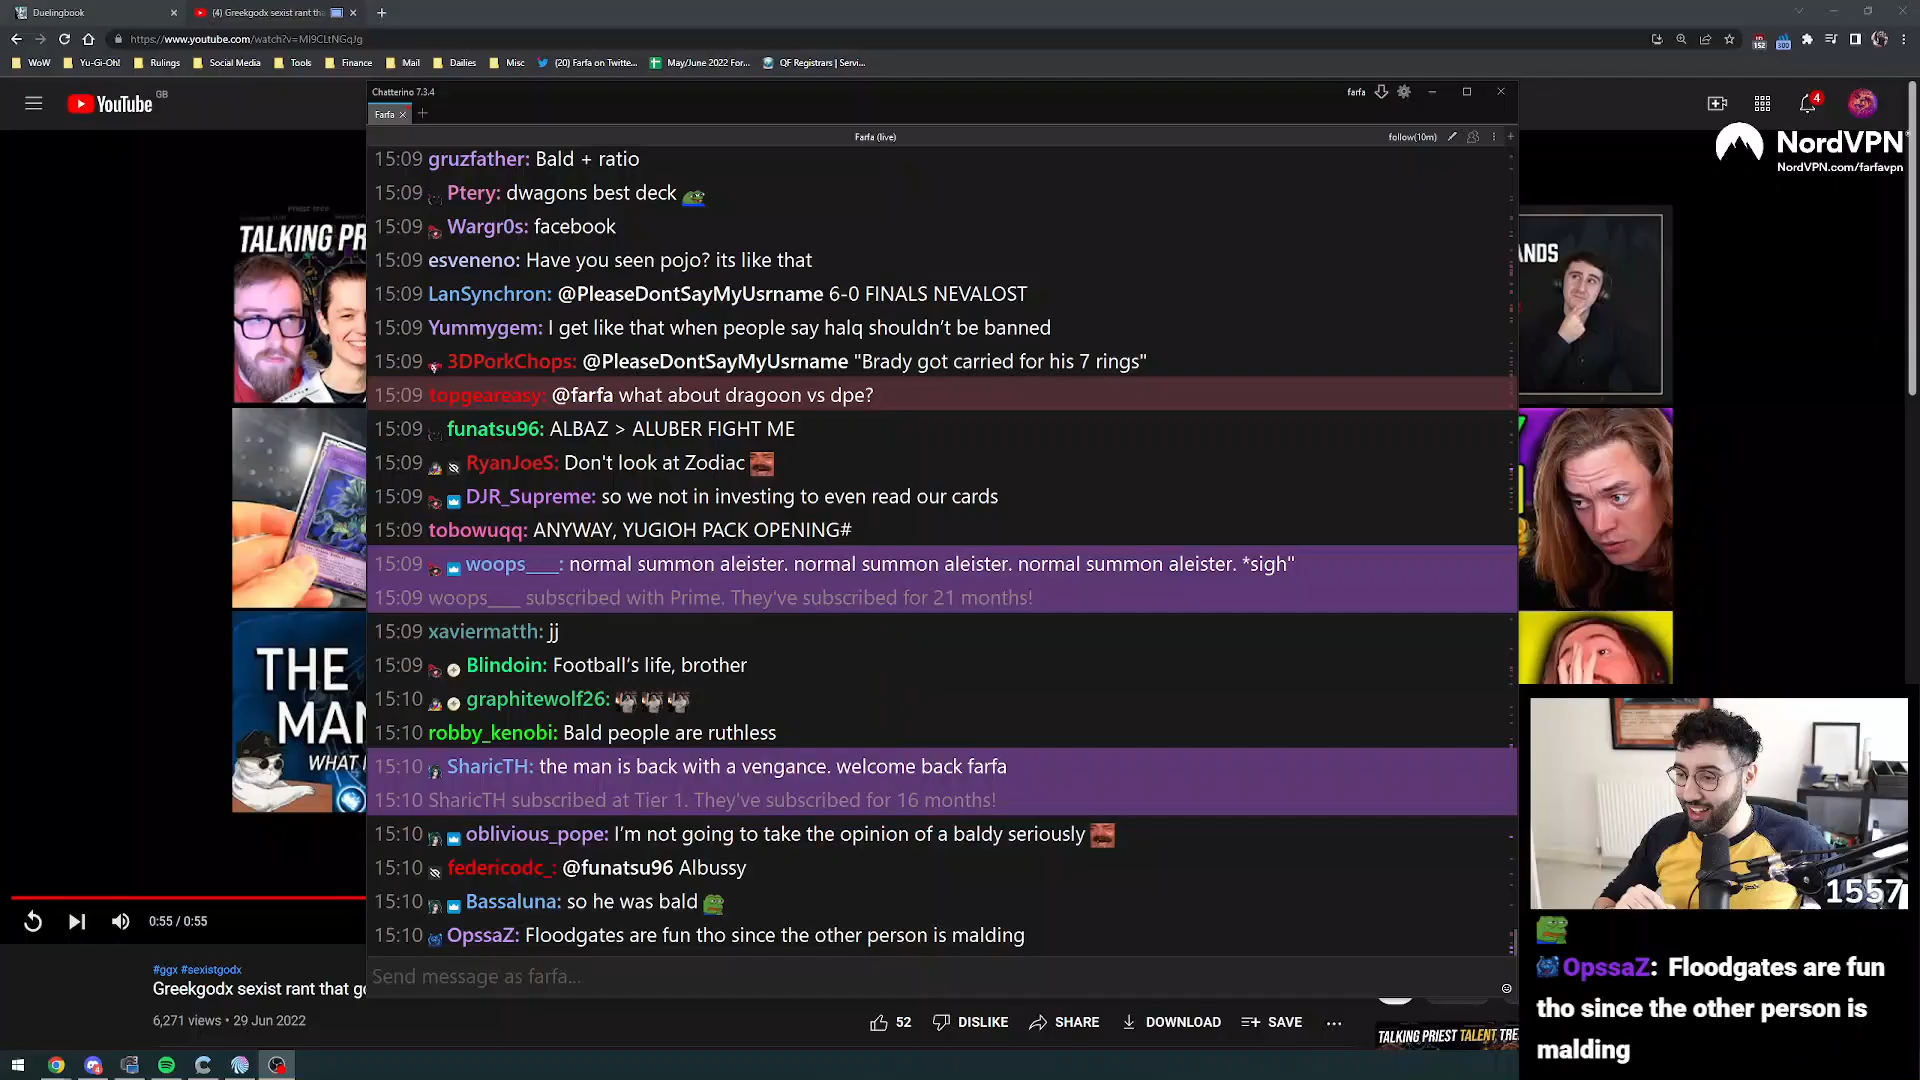 Duelingbook
(4) Greekgodx sexist rant tha
https://www.youtube.com/watch?v=MI9CLtNGqJg
152
300
WoW
Yu-Gi-Oh!
Rulings
Social Media
Tools
Finance
Mail
Dailies
Misc
(20) Farfa on Twitte...
May/June 2022 For...
QF Registrars | Servi...
YouTube GB
4
NordVPN
NordVPN.com/farfavpn
Chatterino 7.3.4
farfa
Farfa
Farfa (live)
follow(10m)
15:09 gruzfather: Bald + ratio
15:09 Ptery: dwagons best deck
15:09 Wargr0s: facebook
15:09 esveneno: Have you seen pojo? its like that
15:09 LanSynchron: @PleaseDontSayMyUsrname 6-0 FINALS NEVALOST
15:09 Yummygem: I get like that when people say halq shouldn't be banned
15:09 3DPorkChops: @PleaseDontSayMyUsrname "Brady got carried for his 7 rings"
15:09 topgeareasy: @farfa what about dragoon vs dpe?
15:09 funatsu96: ALBAZ > ALUBER FIGHT ME
15:09 RyanJoeS: Don't look at Zodiac
15:09 DJR_Supreme: so we not in investing to even read our cards
15:09 tobowuqq: ANYWAY, YUGIOH PACK OPENING#
15:09 woops___: normal summon aleister. normal summon aleister. normal summon aleister. *sigh"
15:09 woops___ subscribed with Prime. They've subscribed for 21 months!
15:09 xaviermatth: jj
15:09 Blindoin: Football's life, brother
15:10 graphitewolf26:
15:10 robby_kenobi: Bald people are ruthless
15:10 SharicTH: the man is back with a vengance. welcome back farfa
15:10 SharicTH subscribed at Tier 1. They've subscribed for 16 months!
15:10 oblivious_pope: I'm not going to take the opinion of a baldy seriously
15:10 federicodc_: @funatsu96 Albussy
15:10 Bassaluna: so he was bald
15:10 OpssaZ: Floodgates are fun tho since the other person is malding
Send message as farfa...
TALKING PRIEST
ANDS
THE
MAN
WHAT
0:55 / 0:55
#ggx #sexistgodx
Greekgodx sexist rant that go
6,271 views • 29 Jun 2022
52
DISLIKE
SHARE
DOWNLOAD
SAVE
TALKING PRIEST TALENT TRE
1557
OpssaZ: Floodgates are fun
tho since the other person is
malding